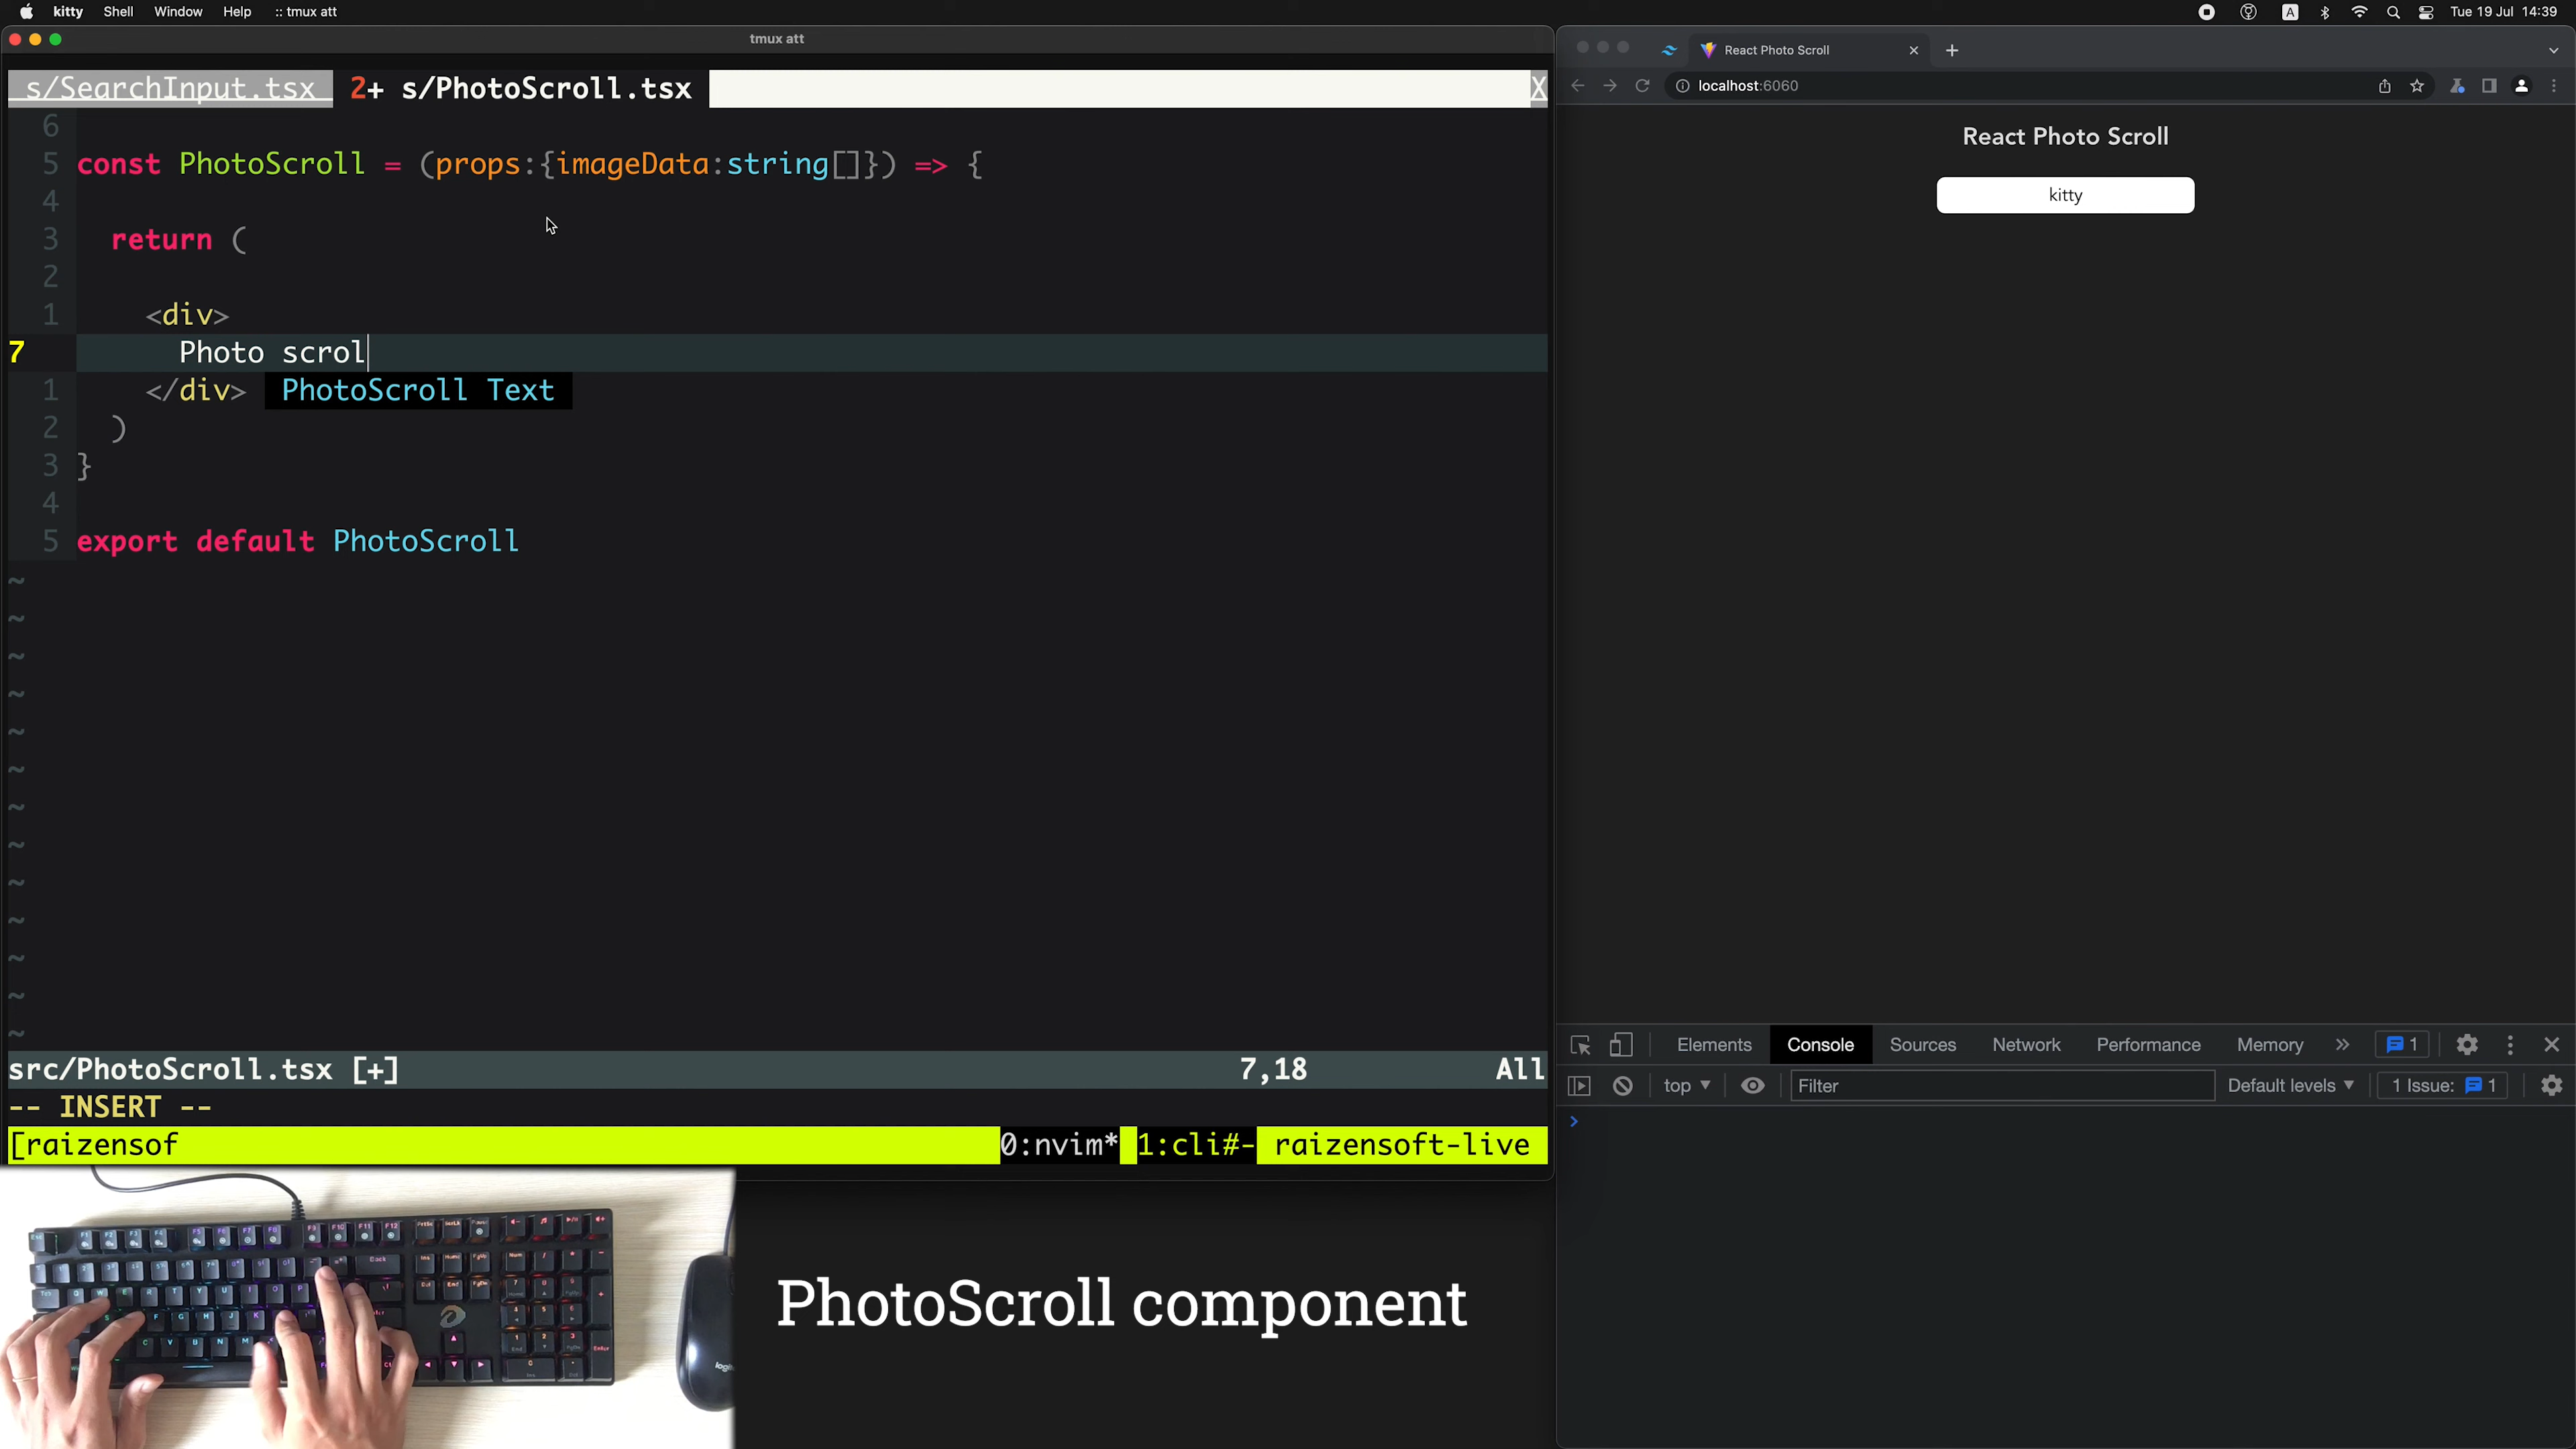 kitty Shell Window Help :: tmux att
Tue 19 Jul 14:39
tmux att
s/SearchInput.tsx 2+ s/PhotoScroll.tsx X
6
5 const PhotoScroll = (props:{imageData:string[]}) => {
4
3 return (
2
1 <div>
7 Photo scrol
1 </div> PhotoScroll Text
2 )
3 }
4
5 export default PhotoScroll
~
~
~
~
~
~
~
~
~
~
~
~
~
src/PhotoScroll.tsx [+] 7,18 All
-- INSERT --
[raizensof 0:nvim* 1:cli#- raizensoft-live
React Photo Scroll
localhost:6060
React Photo Scroll
kitty
Elements Console Sources Network Performance Memory 1
top Filter Default levels 1 Issue: 1
PhotoScroll component